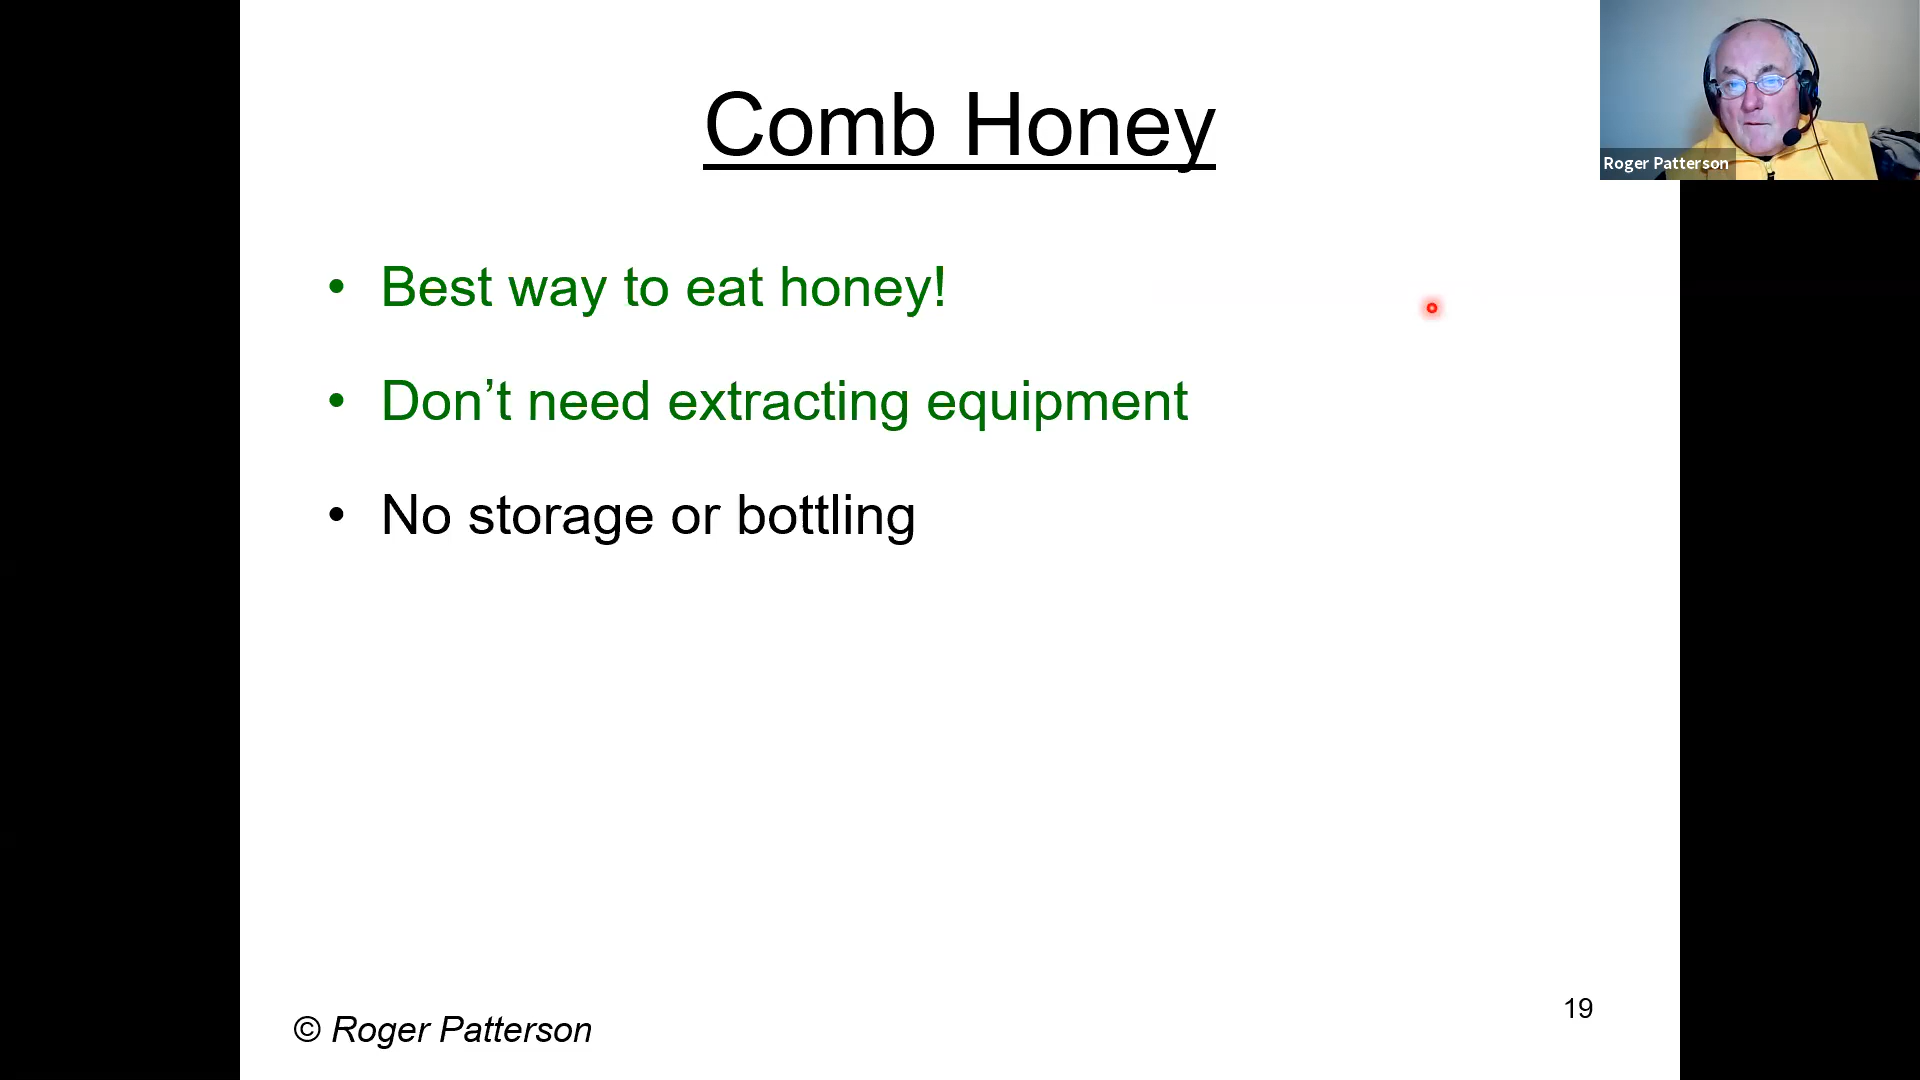 Comb Honey
Roger Patterson
• Best way to eat honey!
• Don’t need extracting equipment
• No storage or bottling
19
© Roger Patterson